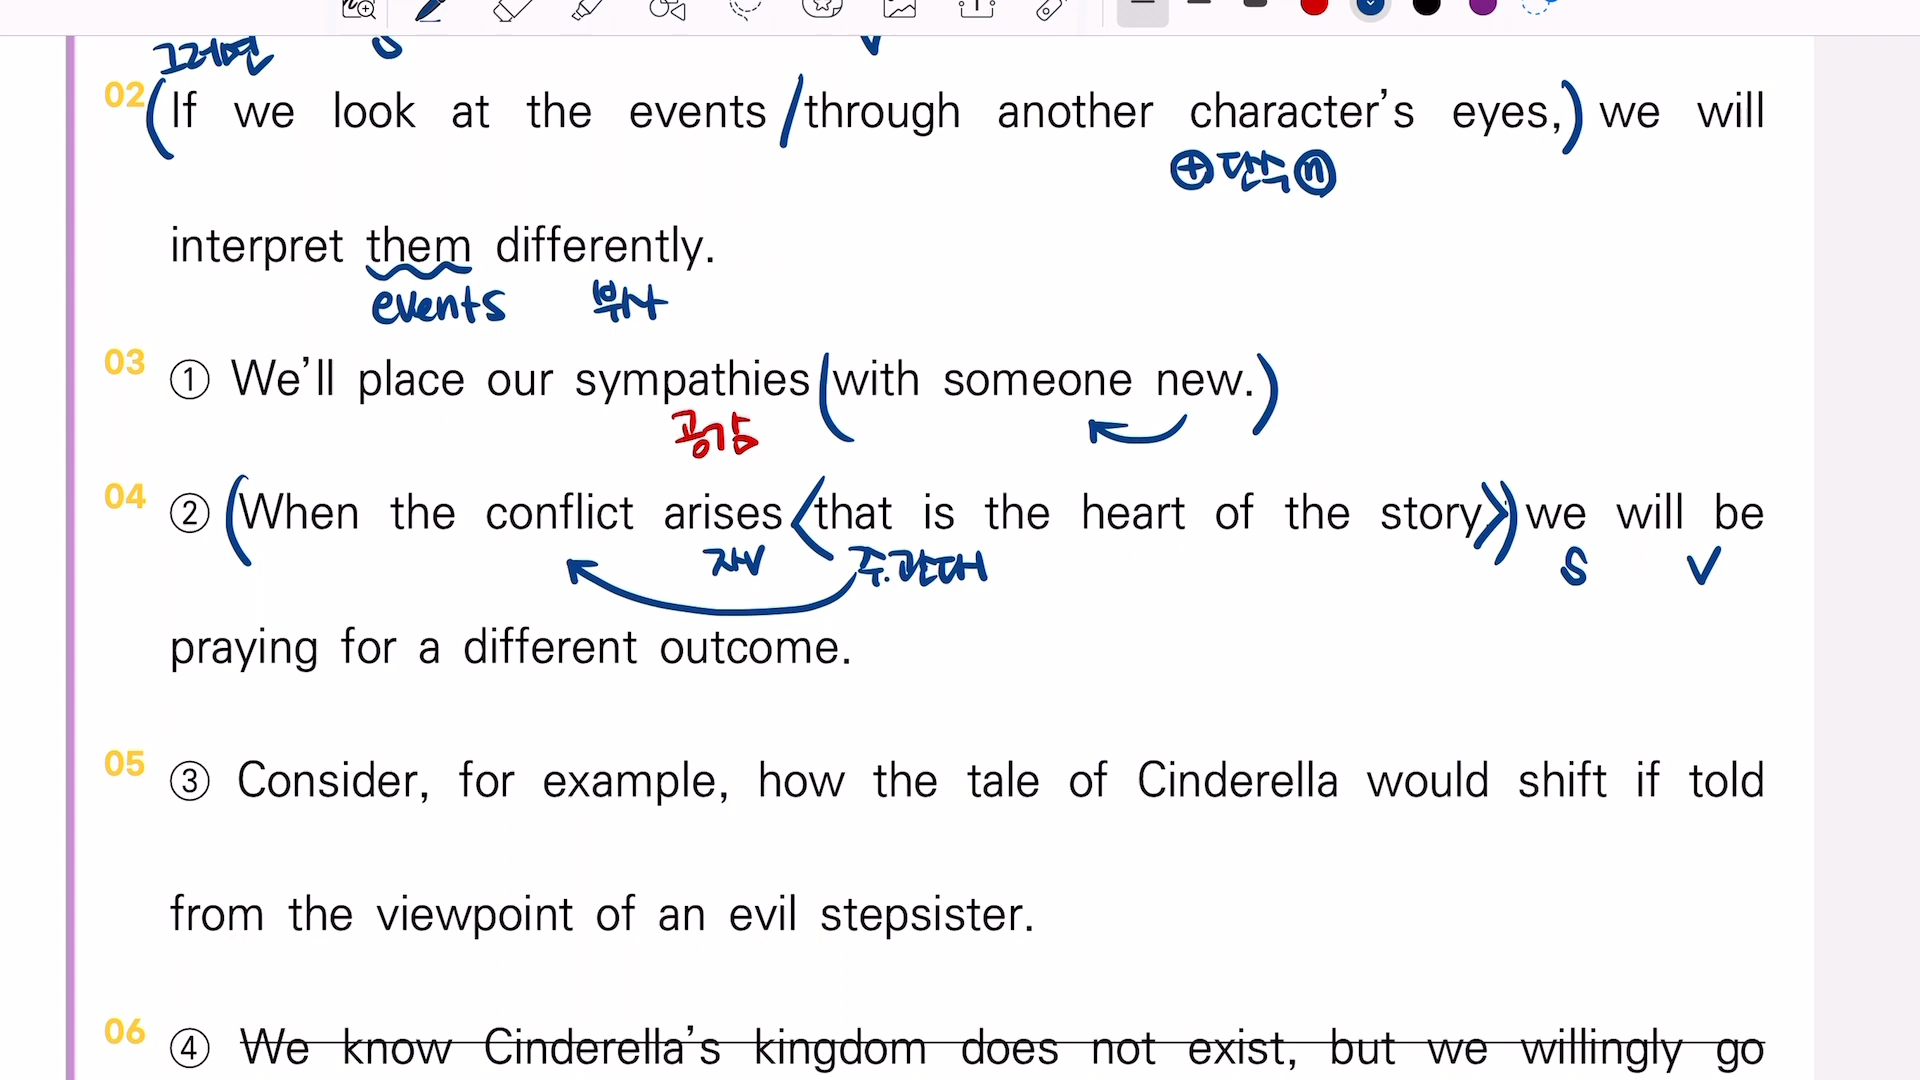 그러면 S V
02 (If we look at the events / through another character's eyes,) we will
⊕단수ⓝ
interpret them differently.
events 부사
03 ① We'll place our sympathies (with someone new.)
공감
04 ② (When the conflict arises <that is the heart of the story,>) we will be
자V 주.관대 S V
praying for a different outcome.
05 ③ Consider, for example, how the tale of Cinderella would shift if told
from the viewpoint of an evil stepsister.
06 ④ We know Cinderella's kingdom does not exist, but we willingly go